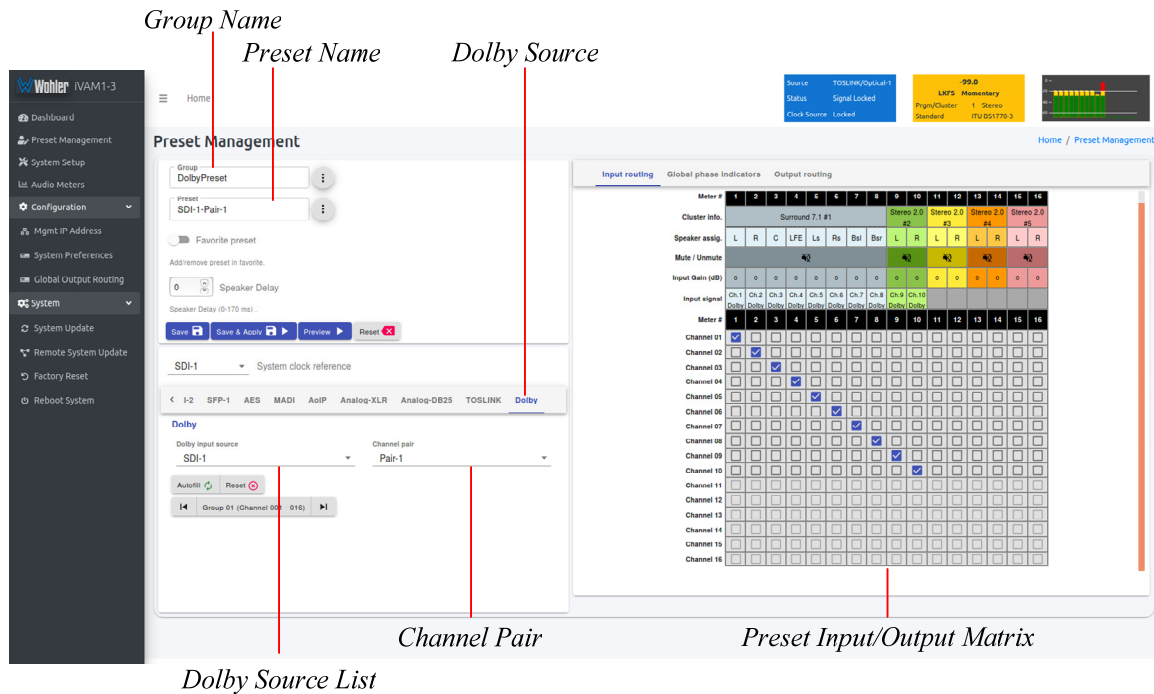 Group Name
Preset Name
Dolby Source
Wohler iVAM1-3
Home
Source TOSLINK/Optical-1
Status Signal Locked
Clock Source Locked
-99.0
LKFS Momentary
Prgm/Cluster 1 Stereo
Standard ITU BS1770-3
Dashboard
Preset Management
System Setup
Audio Meters
Configuration
Mgmt IP Address
System Preferences
Global Output Routing
System
System Update
Remote System Update
Factory Reset
Reboot System
Preset Management
Home / Preset Management
Group
DolbyPreset
Preset
SDI-1-Pair-1
Favorite preset
Add/remove preset in favorite.
0 Speaker Delay
Speaker Delay (0-170 ms) .
Save Save & Apply Preview Reset
SDI-1 System clock reference
I-2 SFP-1 AES MADI AoIP Analog-XLR Analog-DB25 TOSLINK Dolby
Dolby
Dolby input source Channel pair
SDI-1 Pair-1
Autofill Reset
Group 01 (Channel 001 016)
Input routing Global phase indicators Output routing
Meter # 1 2 3 4 5 6 7 8 9 10 11 12 13 14 15 16
Cluster info. Surround 7.1 #1 Stereo 2.0 #2 Stereo 2.0 #3 Stereo 2.0 #4 Stereo 2.0 #5
Speaker assig. L R C LFE Ls Rs Bsl Bsr L R L R L R L R
Mute / Unmute
Input Gain (dB) 0 0 0 0 0 0 0 0 0 0 0 0 0 0 0 0
Input signal Ch.1 Dolby Ch.2 Dolby Ch.3 Dolby Ch.4 Dolby Ch.5 Dolby Ch.6 Dolby Ch.7 Dolby Ch.8 Dolby Ch.9 Dolby Ch.10 Dolby
Meter # 1 2 3 4 5 6 7 8 9 10 11 12 13 14 15 16
Channel 01
Channel 02
Channel 03
Channel 04
Channel 05
Channel 06
Channel 07
Channel 08
Channel 09
Channel 10
Channel 11
Channel 12
Channel 13
Channel 14
Channel 15
Channel 16
Channel Pair
Preset Input/Output Matrix
Dolby Source List